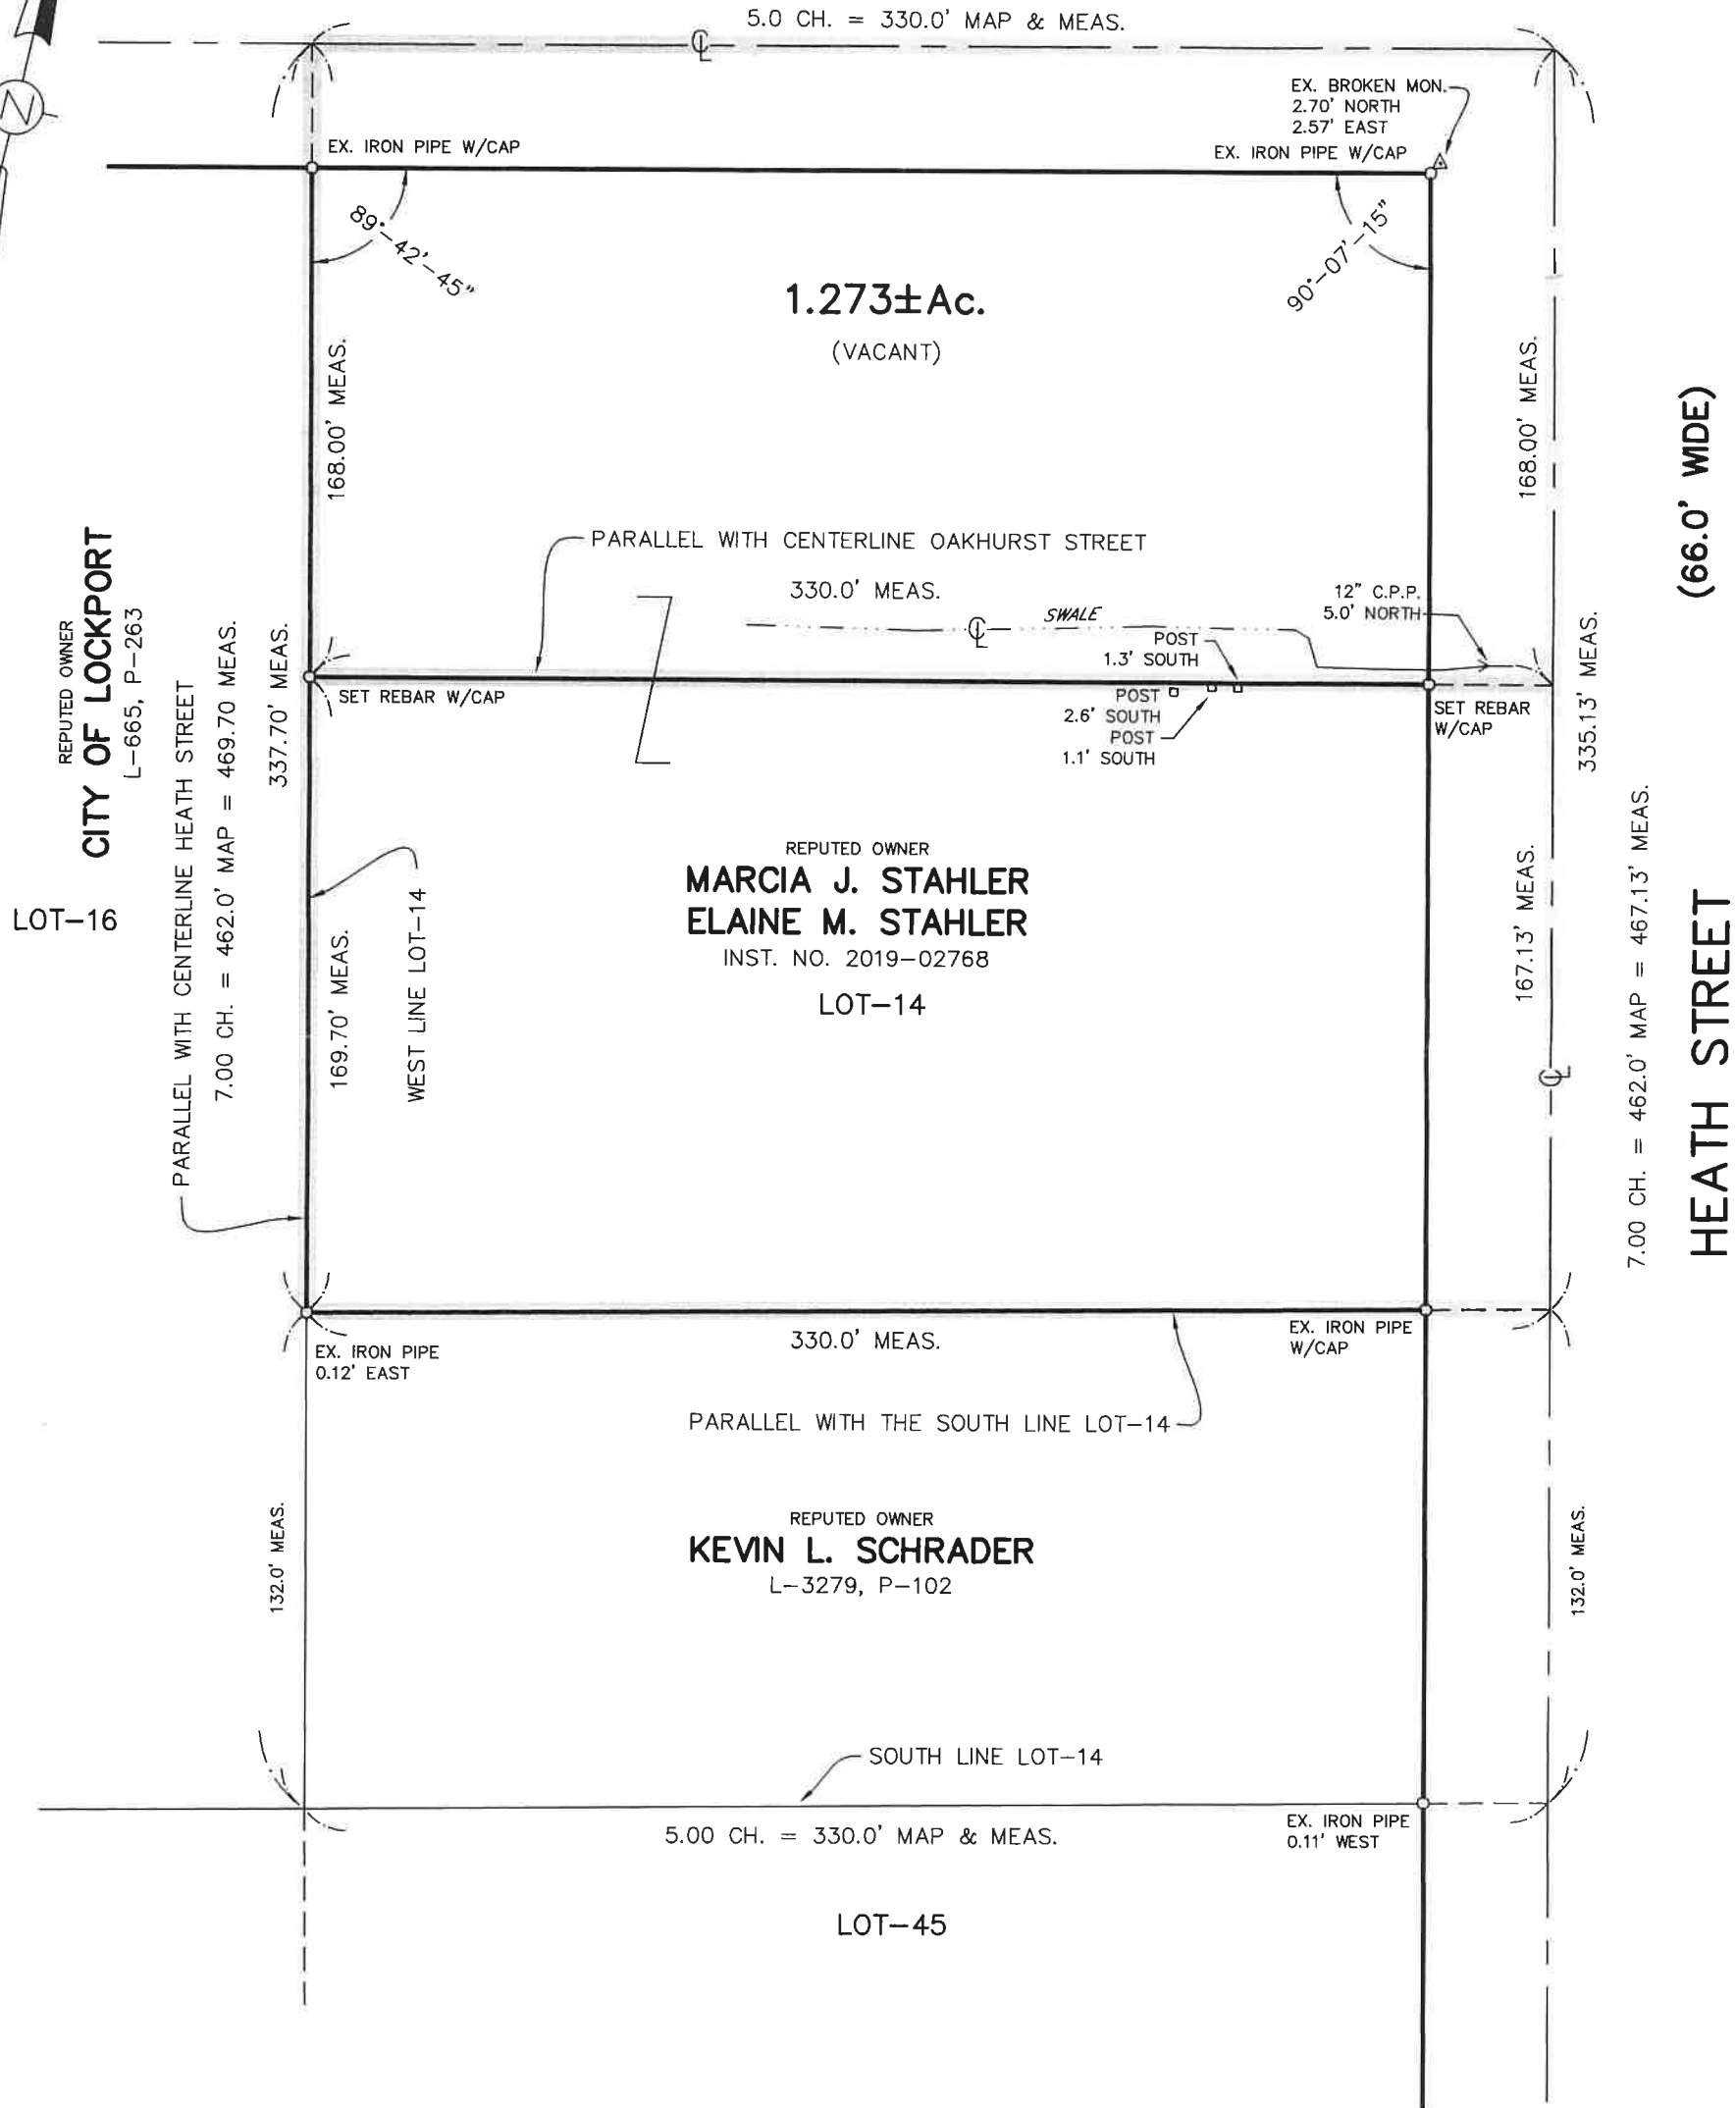 5.0 CH. = 330.0' MAP & MEAS.
℄
N
EX. BROKEN MON.
2.70' NORTH
2.57' EAST
EX. IRON PIPE W/CAP
EX. IRON PIPE W/CAP
89°-42'-45"
90°-07'-15"
1.273±Ac.
(VACANT)
168.00' MEAS.
168.00' MEAS.
(66.0' WIDE)
PARALLEL WITH CENTERLINE OAKHURST STREET
330.0' MEAS.
12" C.P.P.
5.0' NORTH
℄
SWALE
POST
1.3' SOUTH
SET REBAR W/CAP
POST
2.6' SOUTH
POST
1.1' SOUTH
SET REBAR
W/CAP
REPUTED OWNER
CITY OF LOCKPORT
L-665, P-263
LOT-16
PARALLEL WITH CENTERLINE HEATH STREET
7.00 CH. = 462.0' MAP = 469.70 MEAS.
337.70' MEAS.
335.13' MEAS.
REPUTED OWNER
MARCIA J. STAHLER
ELAINE M. STAHLER
INST. NO. 2019-02768
LOT-14
169.70' MEAS.
WEST LINE LOT-14
167.13' MEAS.
℄
7.00 CH. = 462.0' MAP = 467.13' MEAS.
HEATH STREET
EX. IRON PIPE
0.12' EAST
330.0' MEAS.
EX. IRON PIPE
W/CAP
PARALLEL WITH THE SOUTH LINE LOT-14
132.0' MEAS.
REPUTED OWNER
KEVIN L. SCHRADER
L-3279, P-102
132.0' MEAS.
SOUTH LINE LOT-14
5.00 CH. = 330.0' MAP & MEAS.
EX. IRON PIPE
0.11' WEST
LOT-45